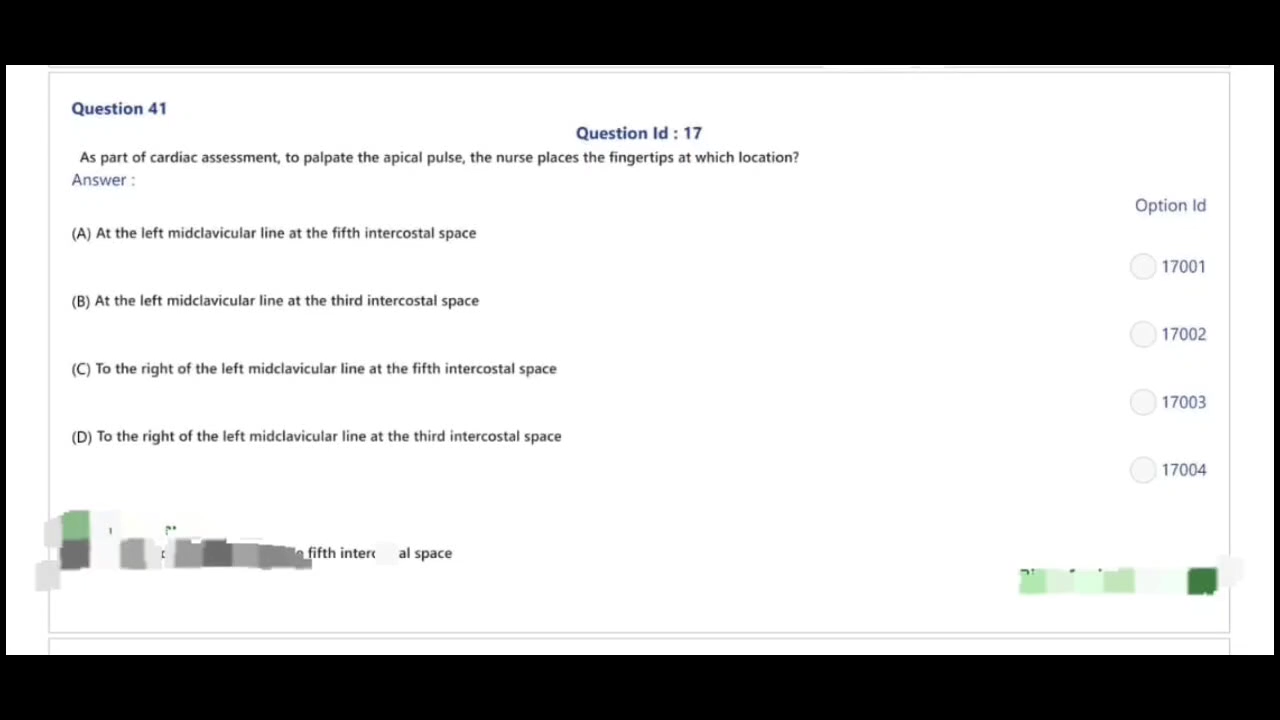 Question 41
Question Id : 17
As part of cardiac assessment, to palpate the apical pulse, the nurse places the fingertips at which location?
Answer :
Option Id
(A) At the left midclavicular line at the fifth intercostal space
17001
(B) At the left midclavicular line at the third intercostal space
17002
(C) To the right of the left midclavicular line at the fifth intercostal space
17003
(D) To the right of the left midclavicular line at the third intercostal space
17004
fifth space